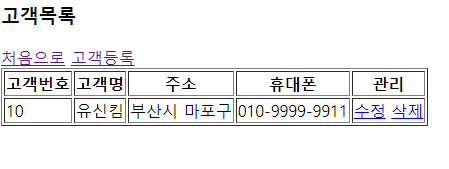 고객목록
처음으로 고객등록
고객번호 고객명 주소 휴대폰 관리
10 유신킴 부산시 마포구 010-9999-9911 수정 삭제